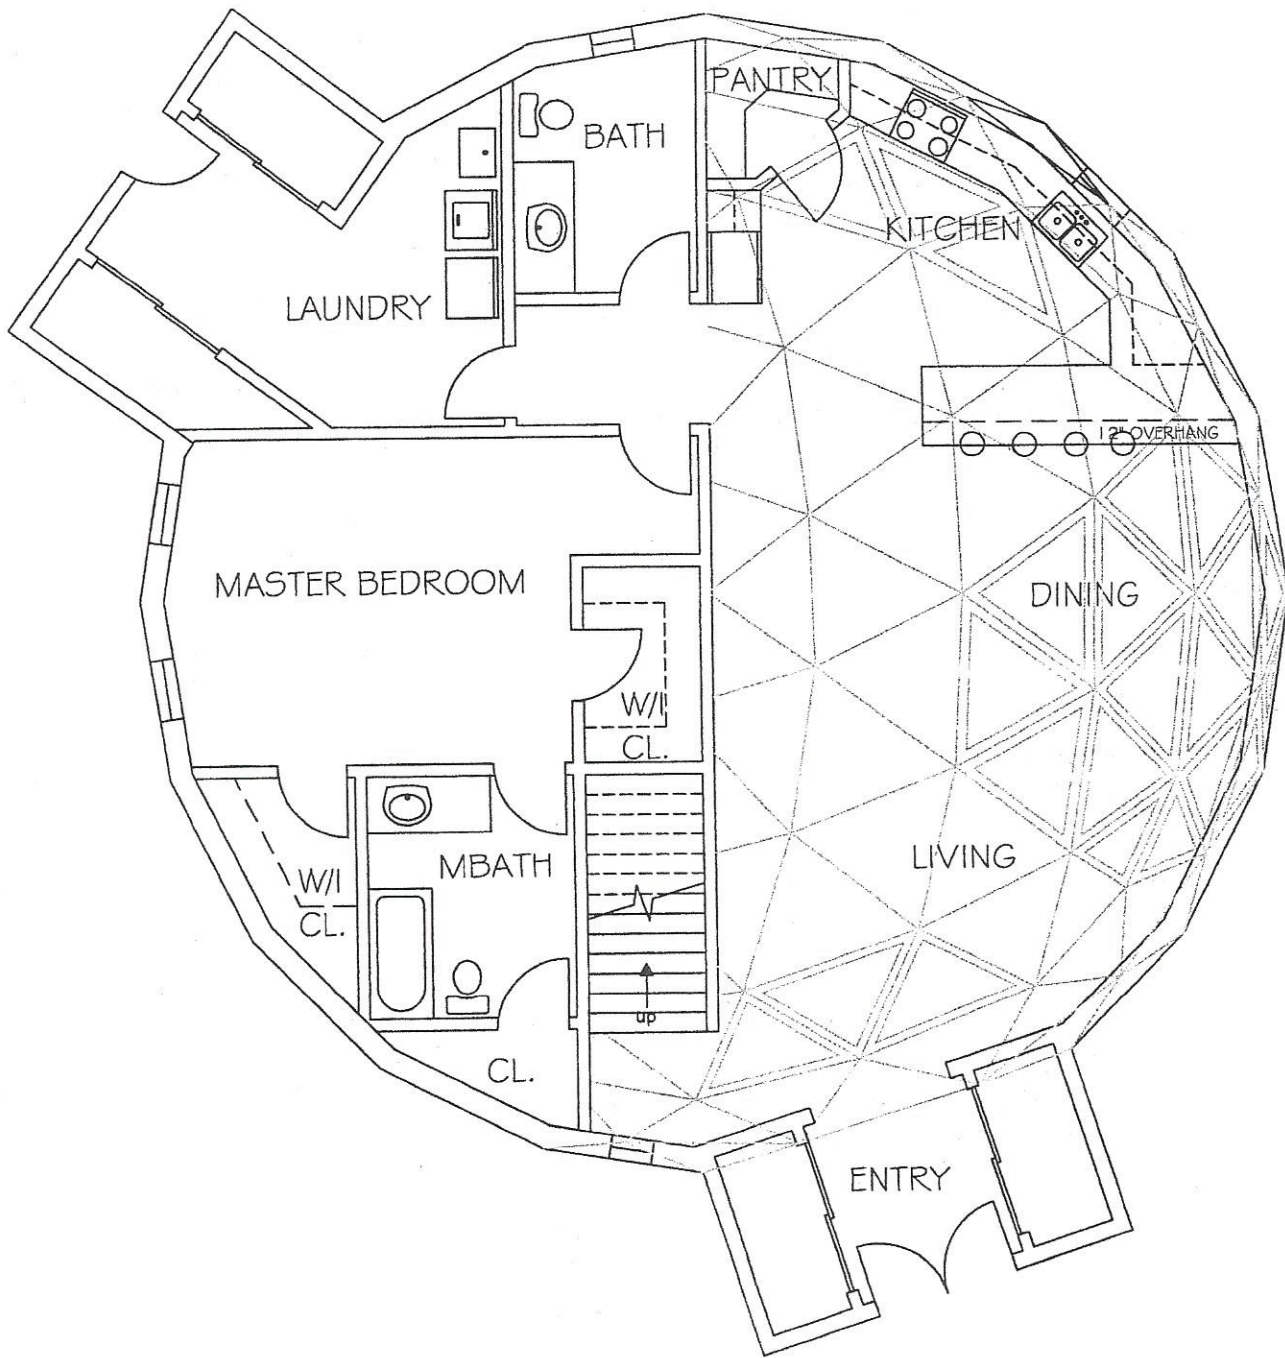 PANTRY
BATH
KITCHEN
LAUNDRY
12" OVERHANG
MASTER BEDROOM
DINING
W/I
CL.
MBATH
LIVING
W/I
CL.
up
CL.
ENTRY